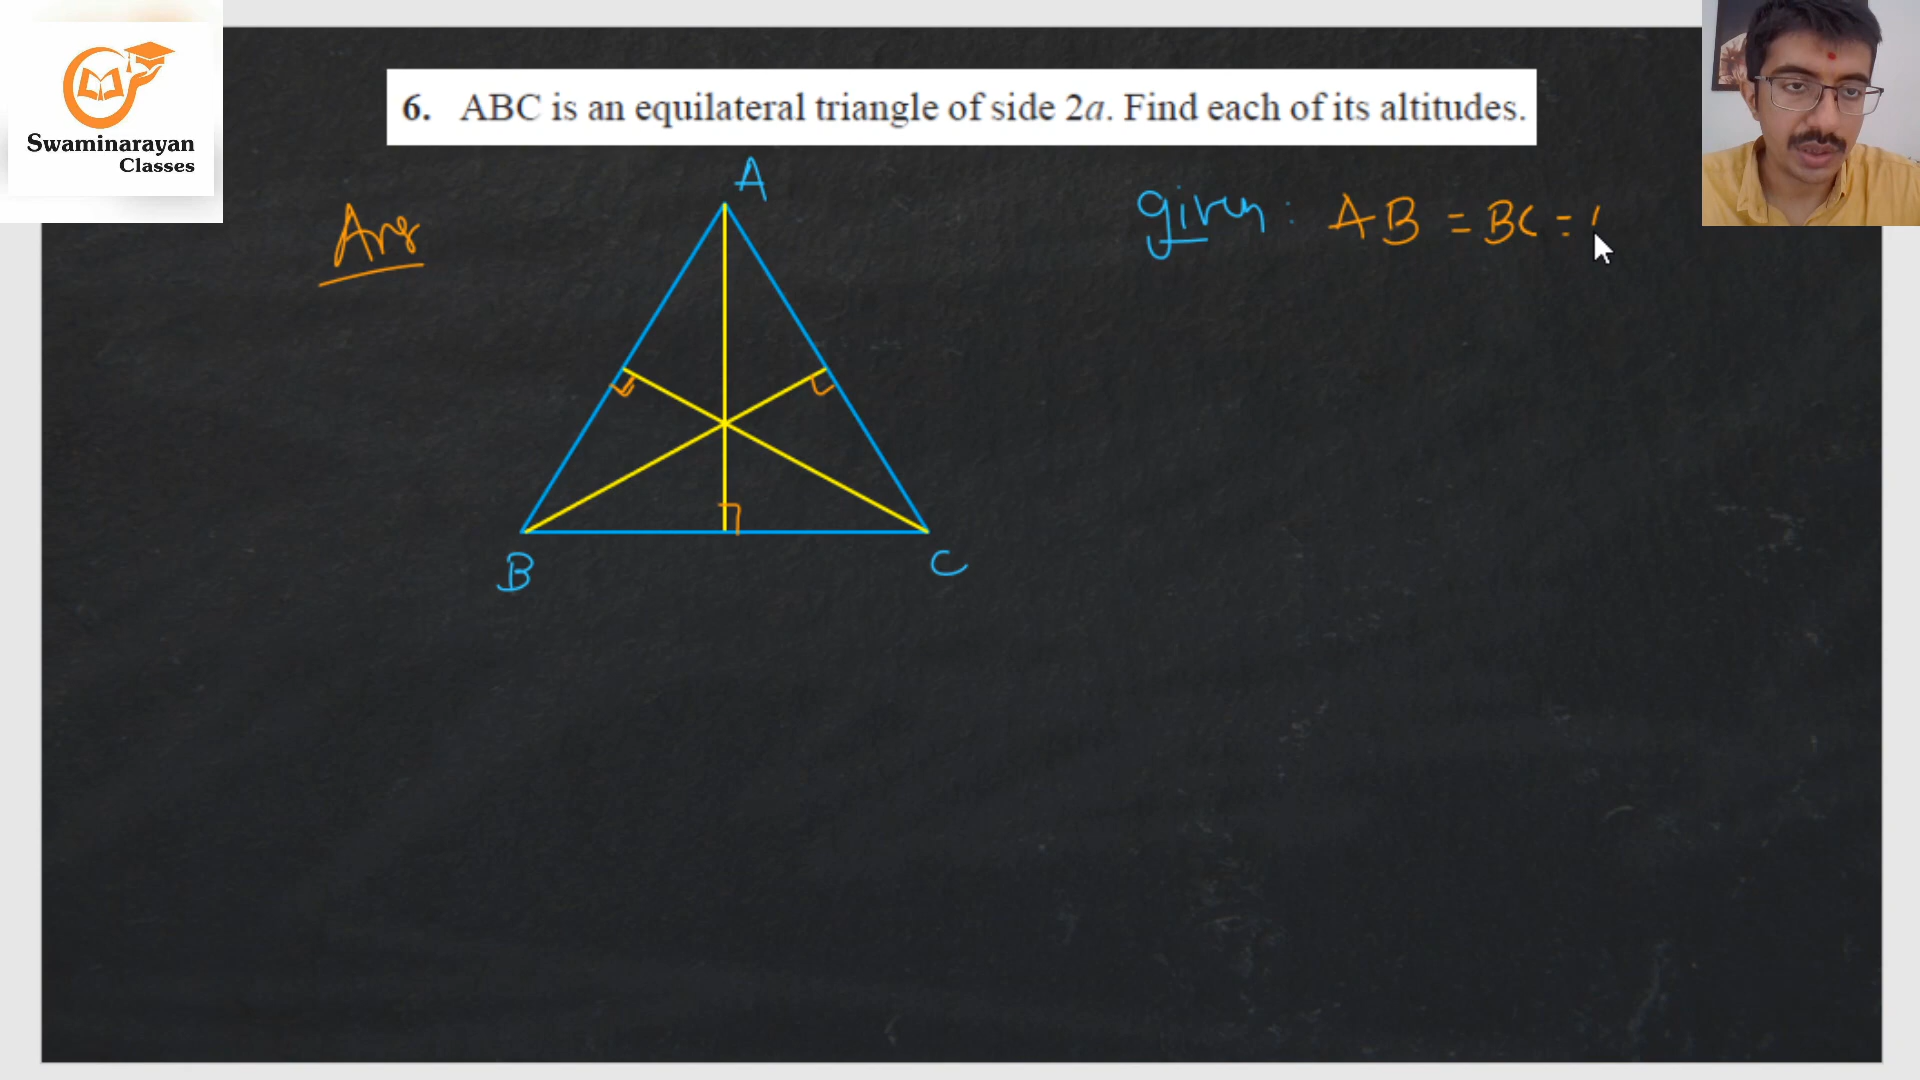 Swaminarayan
Classes
6. ABC is an equilateral triangle of side 2a. Find each of its altitudes.
Ans
A
given : AB = BC =
B
C